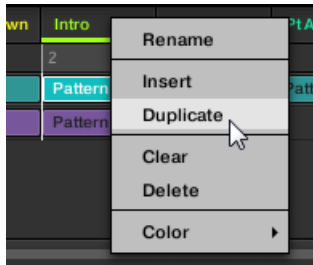 wn Intro Pt A
Rename
2
Insert
Pattern Patt
Duplicate
Pattern
Clear
Delete
Color